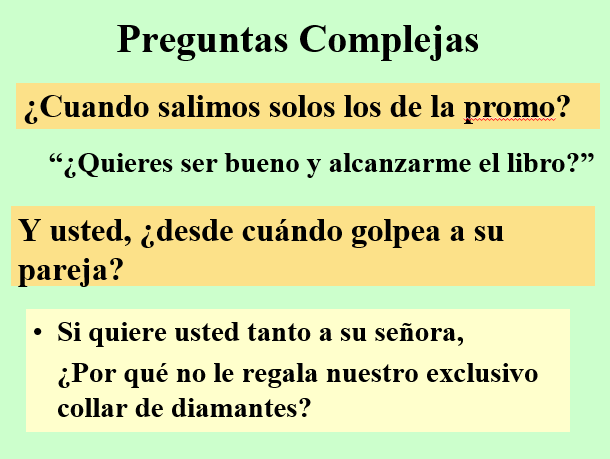 Preguntas Complejas
¿Cuando salimos solos los de la promo?
“¿Quieres ser bueno y alcanzarme el libro?”
Y usted, ¿desde cuándo golpea a su
pareja?
• Si quiere usted tanto a su señora,
¿Por qué no le regala nuestro exclusivo
collar de diamantes?